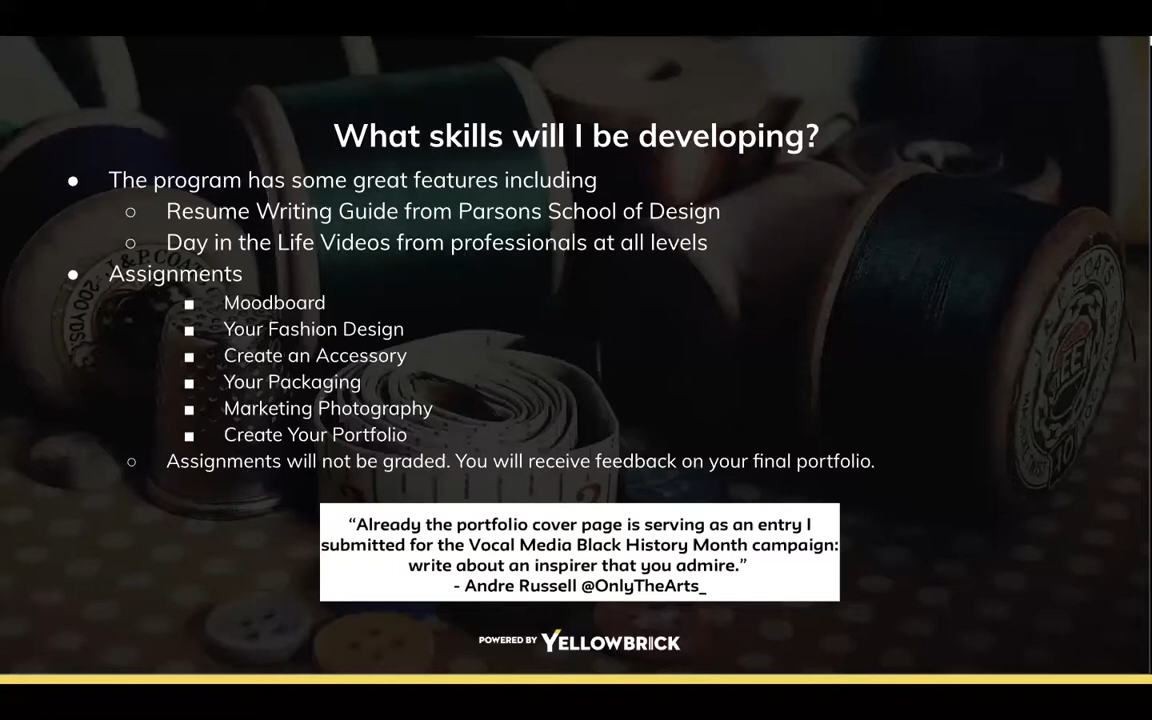 What skills will I be developing?
● The program has some great features including
○ Resume Writing Guide from Parsons School of Design
○ Day in the Life Videos from professionals at all levels
● Assignments
■ Moodboard
■ Your Fashion Design
■ Create an Accessory
■ Your Packaging
■ Marketing Photography
■ Create Your Portfolio
○ Assignments will not be graded. You will receive feedback on your final portfolio.
“Already the portfolio cover page is serving as an entry I
submitted for the Vocal Media Black History Month campaign:
write about an inspirer that you admire.”
- Andre Russell @OnlyTheArts_
POWERED BY YELLOWBRICK
J. & P. COATS
200 YDS.
COATS